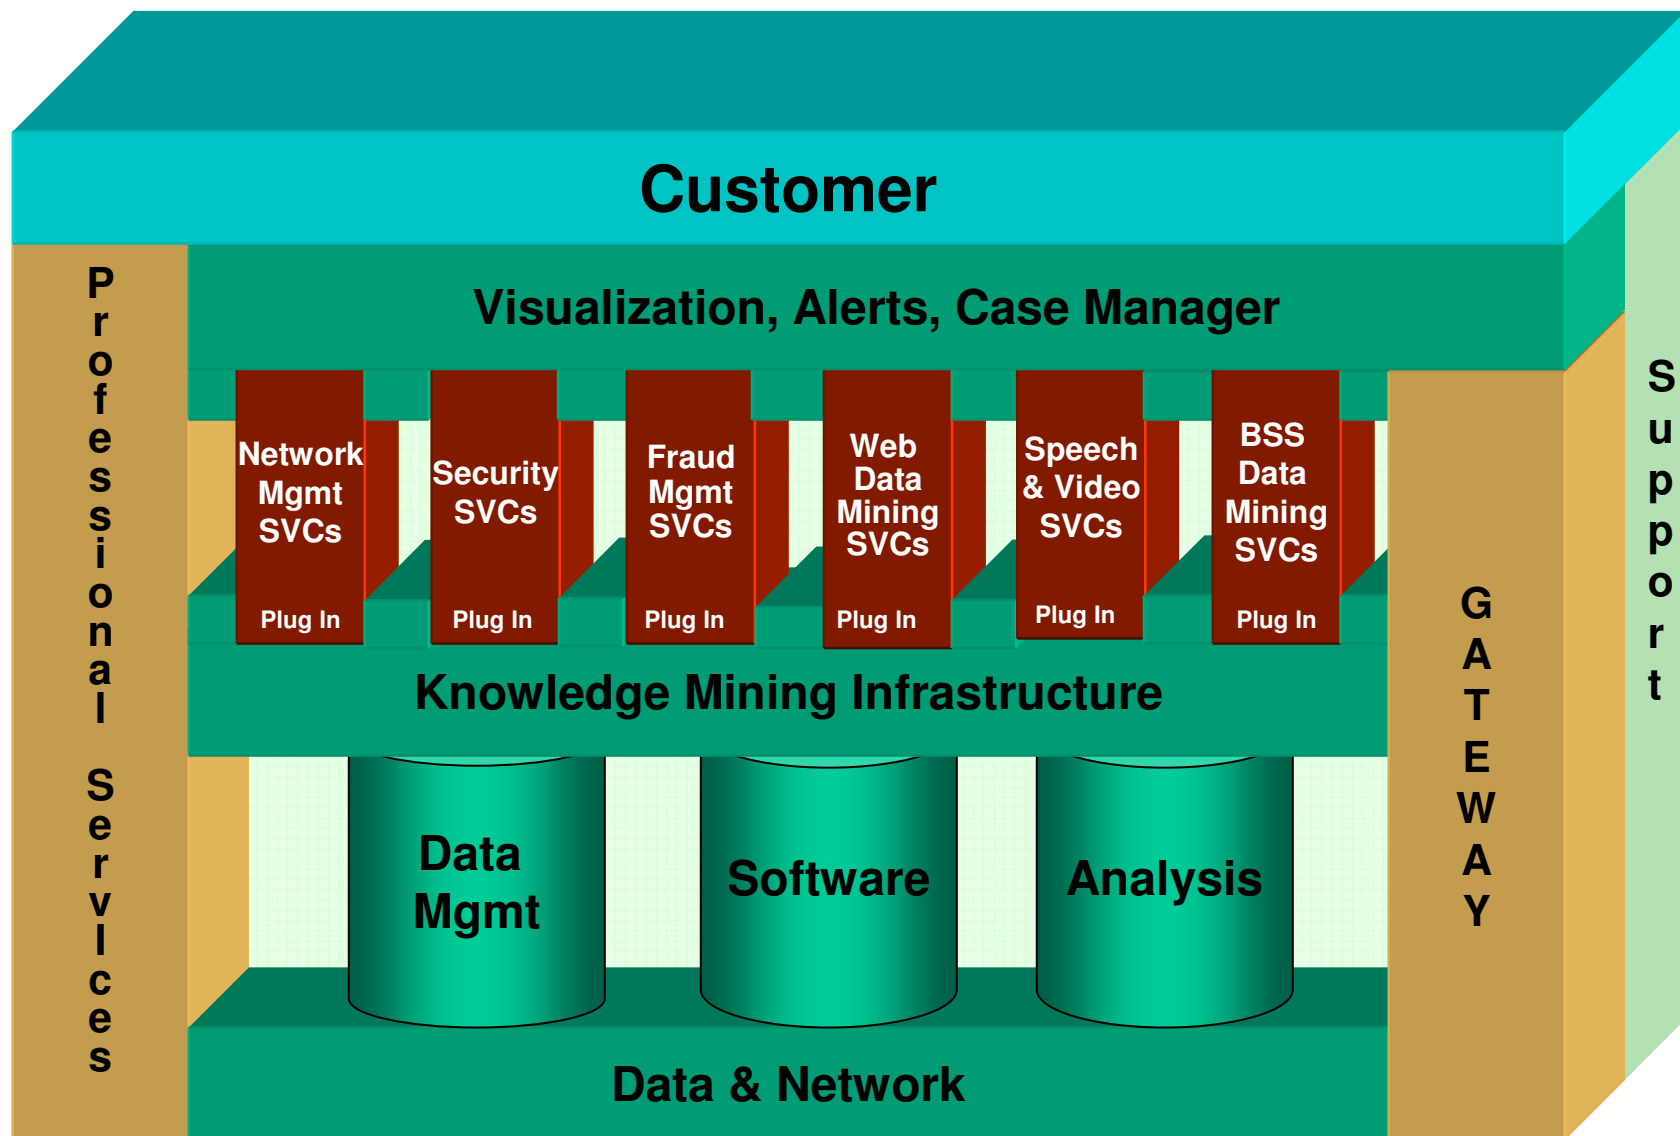 Customer
Professional Servlces
Visualization, Alerts, Case Manager
Network
Mgmt
SVCs
Plug In
Security
SVCs
Plug In
Fraud
Mgmt
SVCs
Plug In
Web
Data
Mining
SVCs
Plug In
Speech
& Video
SVCs
Plug In
BSS
Data
Mining
SVCs
Plug In
Knowledge Mining Infrastructure
Data
Mgmt
Software
Analysis
Data & Network
GATEWAY
Support